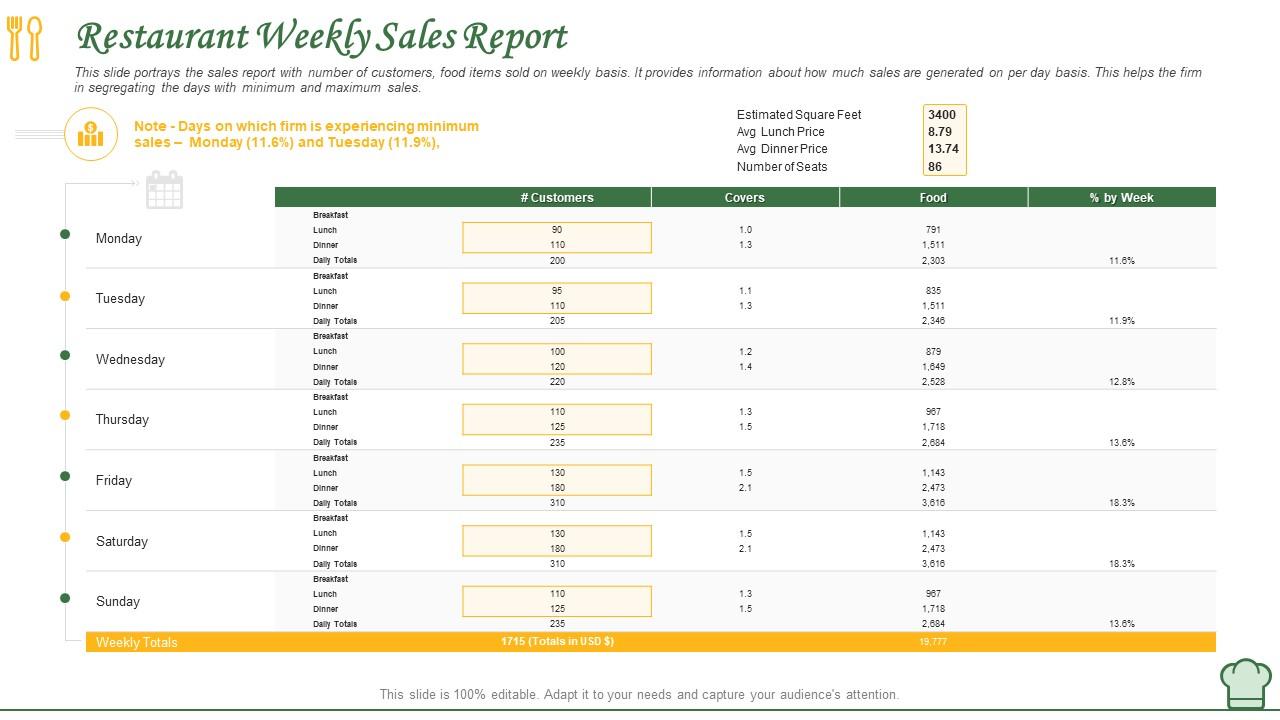 Restaurant Weekly Sales Report
This slide portrays the sales report with number of customers, food items sold on weekly basis. It provides information about how much sales are generated on per day basis. This helps the firm
in segregating the days with minimum and maximum sales.
Note - Days on which firm is experiencing minimum
sales – Monday (11.6%) and Tuesday (11.9%),
Estimated Square Feet 3400
Avg Lunch Price 8.79
Avg Dinner Price 13.74
Number of Seats 86
# Customers Covers Food % by Week
Monday
Breakfast
Lunch 90 1.0 791
Dinner 110 1.3 1,511
Daily Totals 200 2,303 11.6%
Tuesday
Breakfast
Lunch 95 1.1 835
Dinner 110 1.3 1,511
Daily Totals 205 2,346 11.9%
Wednesday
Breakfast
Lunch 100 1.2 879
Dinner 120 1.4 1,649
Daily Totals 220 2,528 12.8%
Thursday
Breakfast
Lunch 110 1.3 967
Dinner 125 1.5 1,718
Daily Totals 235 2,684 13.6%
Friday
Breakfast
Lunch 130 1.5 1,143
Dinner 180 2.1 2,473
Daily Totals 310 3,616 18.3%
Saturday
Breakfast
Lunch 130 1.5 1,143
Dinner 180 2.1 2,473
Daily Totals 310 3,616 18.3%
Sunday
Breakfast
Lunch 110 1.3 967
Dinner 125 1.5 1,718
Daily Totals 235 2,684 13.6%
Weekly Totals 1715 (Totals in USD $) 19,777
This slide is 100% editable. Adapt it to your needs and capture your audience's attention.